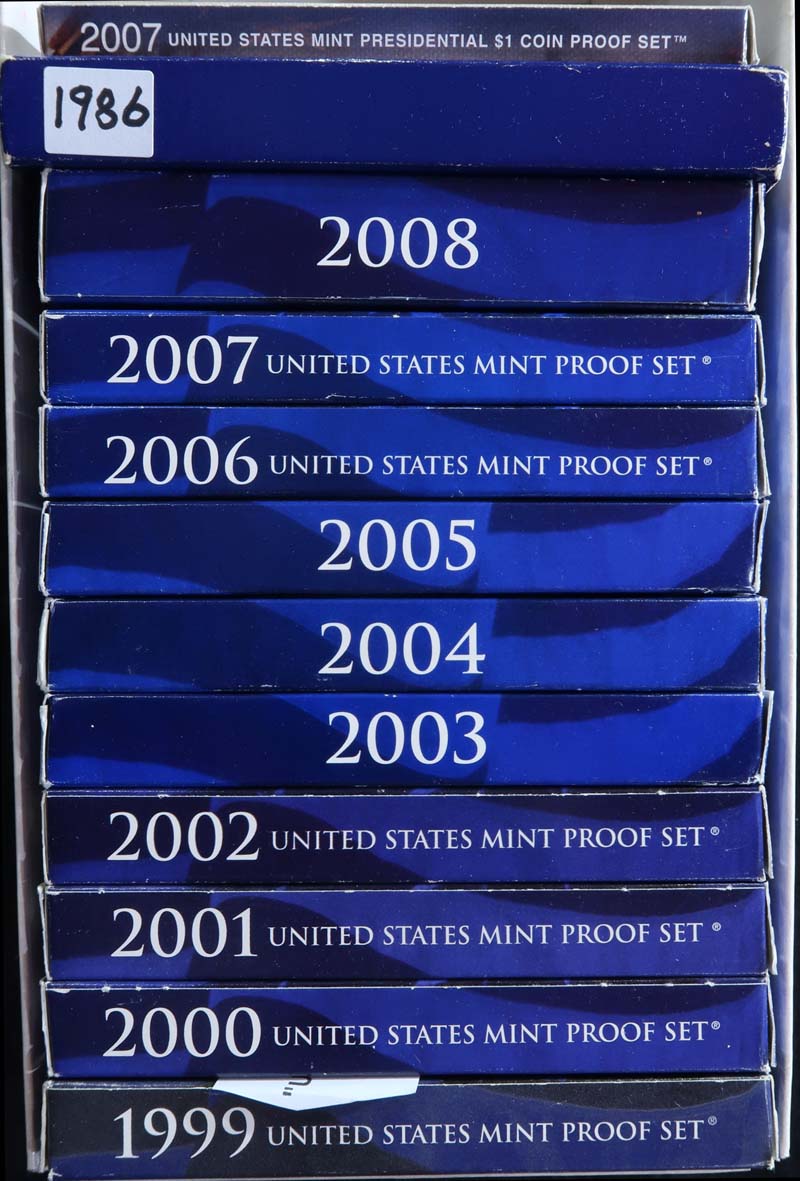 2007 UNITED STATES MINT PRESIDENTIAL $1 COIN PROOF SET™
1986
2008
2007 UNITED STATES MINT PROOF SET®
2006 UNITED STATES MINT PROOF SET®
2005
2004
2003
2002 UNITED STATES MINT PROOF SET®
2001 UNITED STATES MINT PROOF SET®
2000 UNITED STATES MINT PROOF SET®
1999 UNITED STATES MINT PROOF SET®